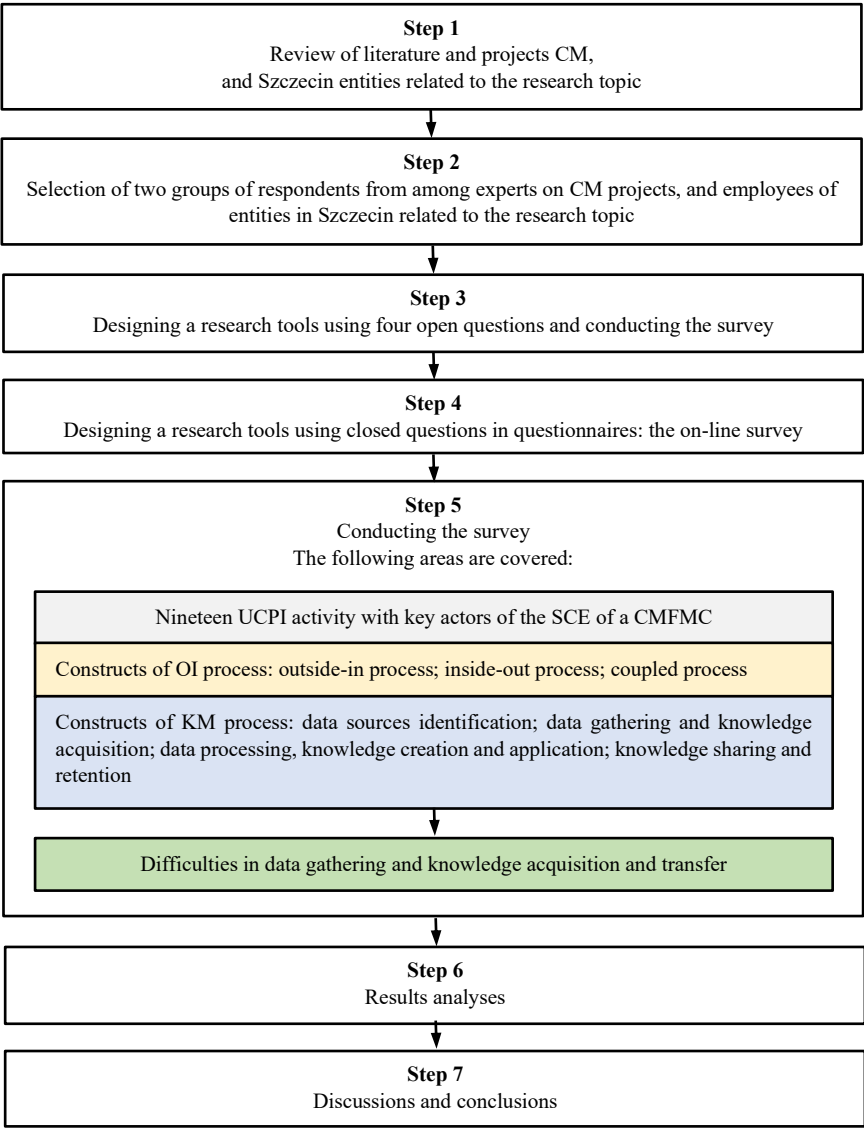 Step 1
Review of literature and projects CM,
and Szczecin entities related to the research topic
Step 2
Selection of two groups of respondents from among experts on CM projects, and employees of
entities in Szczecin related to the research topic
Step 3
Designing a research tools using four open questions and conducting the survey
Step 4
Designing a research tools using closed questions in questionnaires: the on-line survey
Step 5
Conducting the survey
The following areas are covered:
Nineteen UCPI activity with key actors of the SCE of a CMFMC
Constructs of OI process: outside-in process; inside-out process; coupled process
Constructs of KM process: data sources identification; data gathering and knowledge
acquisition; data processing, knowledge creation and application; knowledge sharing and
retention
Difficulties in data gathering and knowledge acquisition and transfer
Step 6
Results analyses
Step 7
Discussions and conclusions